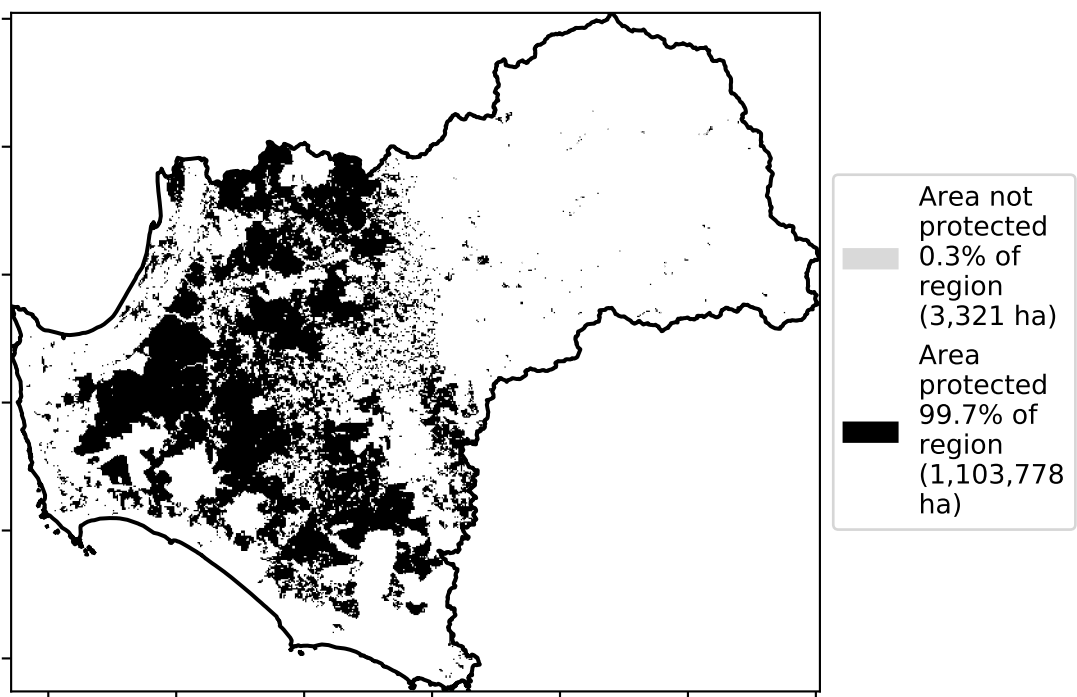 Area not
protected
0.3% of
region
(3,321 ha)
Area
protected
99.7% of
region
(1,103,778
ha)